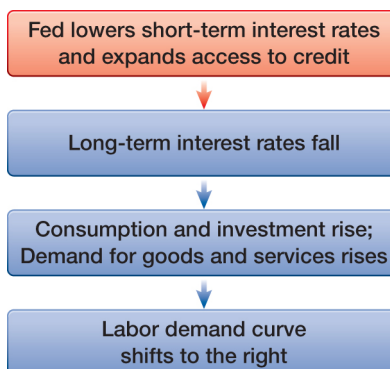 Fed lowers short-term interest rates
and expands access to credit
Long-term interest rates fall
Consumption and investment rise;
Demand for goods and services rises
Labor demand curve
shifts to the right